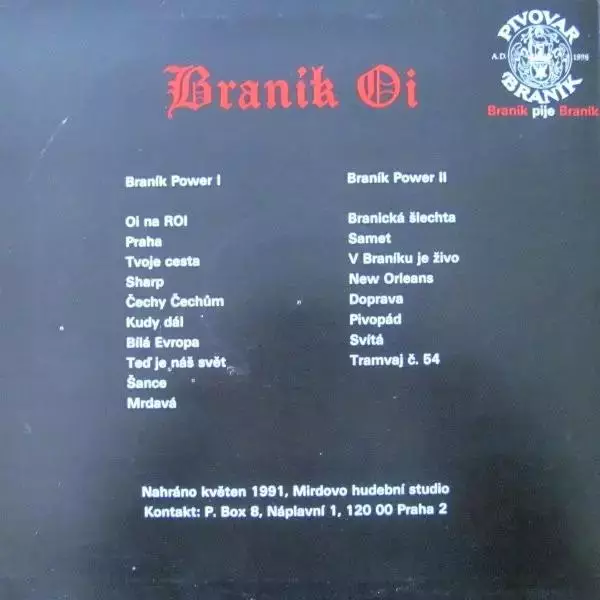 PIVOVAR
A.D. 1898
BRANÍK
Braník pije Braník
Braník Oi
Braník Power I
Oi na ROI
Praha
Tvoje cesta
Sharp
Čechy Čechům
Kudy dál
Bílá Evropa
Teď je náš svět
Šance
Mrdavá
Braník Power II
Branická šlechta
Samet
V Braníku je živo
New Orleans
Doprava
Pivopád
Svítá
Tramvaj č. 54
Nahráno květen 1991, Mirdovo hudební studio
Kontakt: P. Box 8, Náplavní 1, 120 00 Praha 2